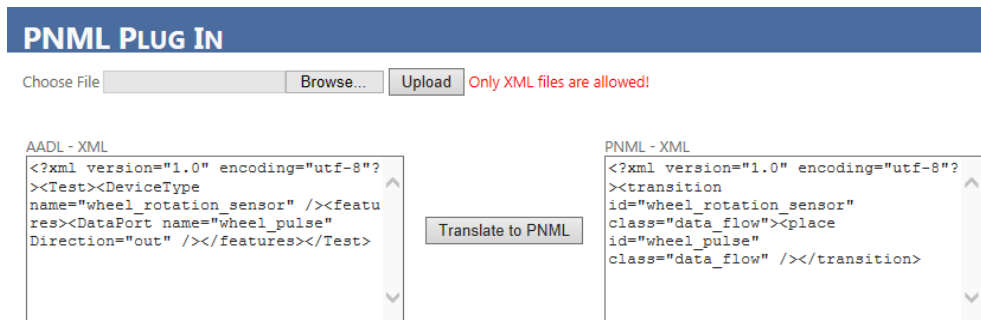 PNML PLUG IN
Choose File Browse... Upload Only XML files are allowed!
AADL - XML
<?xml version="1.0" encoding="utf-8"?
><Test><DeviceType
name="wheel_rotation_sensor" /><featu
res><DataPort name="wheel_pulse"
Direction="out" /></features></Test>
Translate to PNML
PNML - XML
<?xml version="1.0" encoding="utf-8"?
><transition
id="wheel_rotation_sensor"
class="data_flow"><place
id="wheel_pulse"
class="data_flow" /></transition>